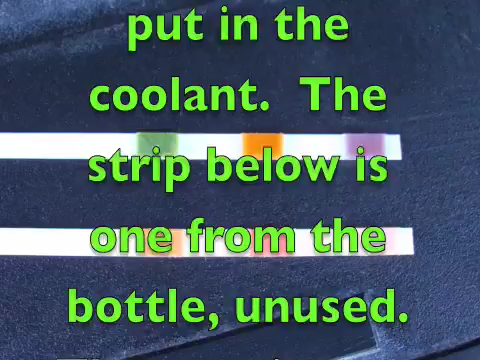 put in the
coolant. The
strip below is
one from the
bottle, unused.